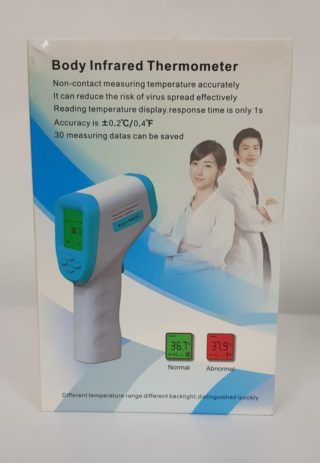 Body Infrared Thermometer
Non-contact measuring temperature accurately
It can reduce the risk of virus spread effectively
Reading temperature display.response time is only 1s
Accuracy is ±0.2℃/0.4℉
30 measuring datas can be saved
36.7
37.9
Normal
Abnormal
Different temperature range different backlight,distinguished quickly